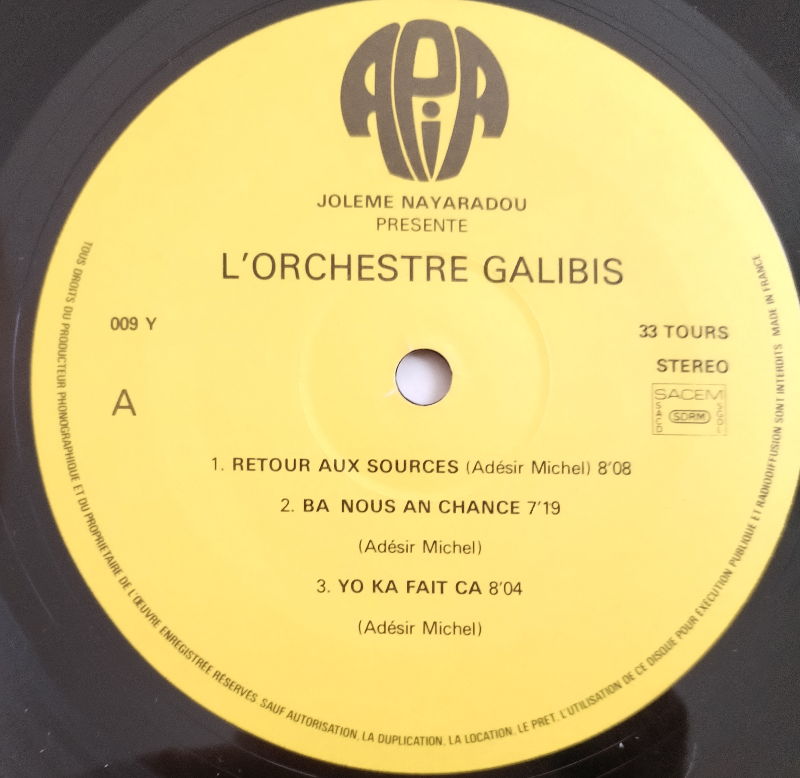 APiA
JOLEME NAYARADOU
PRESENTE
L'ORCHESTRE GALIBIS
009 Y
33 TOURS
STEREO
A
SACEM
SACD
SDRM
SGDL
1. RETOUR AUX SOURCES (Adésir Michel) 8'08
2. BA NOUS AN CHANCE 7'19
(Adésir Michel)
3. YO KA FAIT CA 8'04
(Adésir Michel)
TOUS DROITS DU PRODUCTEUR PHONOGRAPHIQUE ET DU PROPRIETAIRE DE L'ŒUVRE ENREGISTREE RESERVES SAUF AUTORISATION, LA DUPLICATION, LA LOCATION, LE PRET, L'UTILISATION DE CE DISQUE POUR EXECUTION PUBLIQUE ET RADIODIFFUSION SONT INTERDITS MADE IN FRANCE